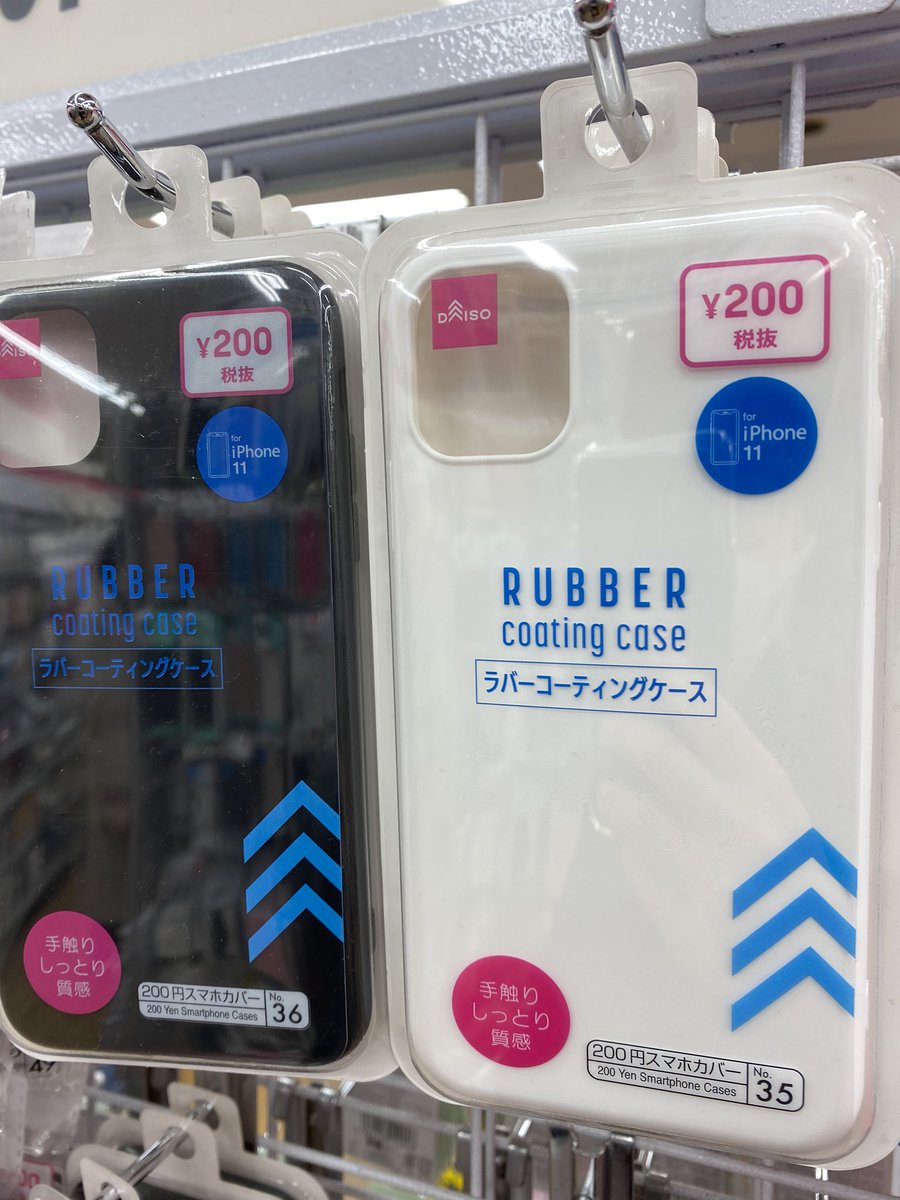 DAISO
¥200
税抜
for
iPhone
11
RUBBER
coating case
ラバーコーティングケース
手触り
しっとり
質感
200円スマホカバー
200 Yen Smartphone Cases
No.
36
DAISO
¥200
税抜
for
iPhone
11
RUBBER
coating case
ラバーコーティングケース
手触り
しっとり
質感
200円スマホカバー
200 Yen Smartphone Cases
No.
35